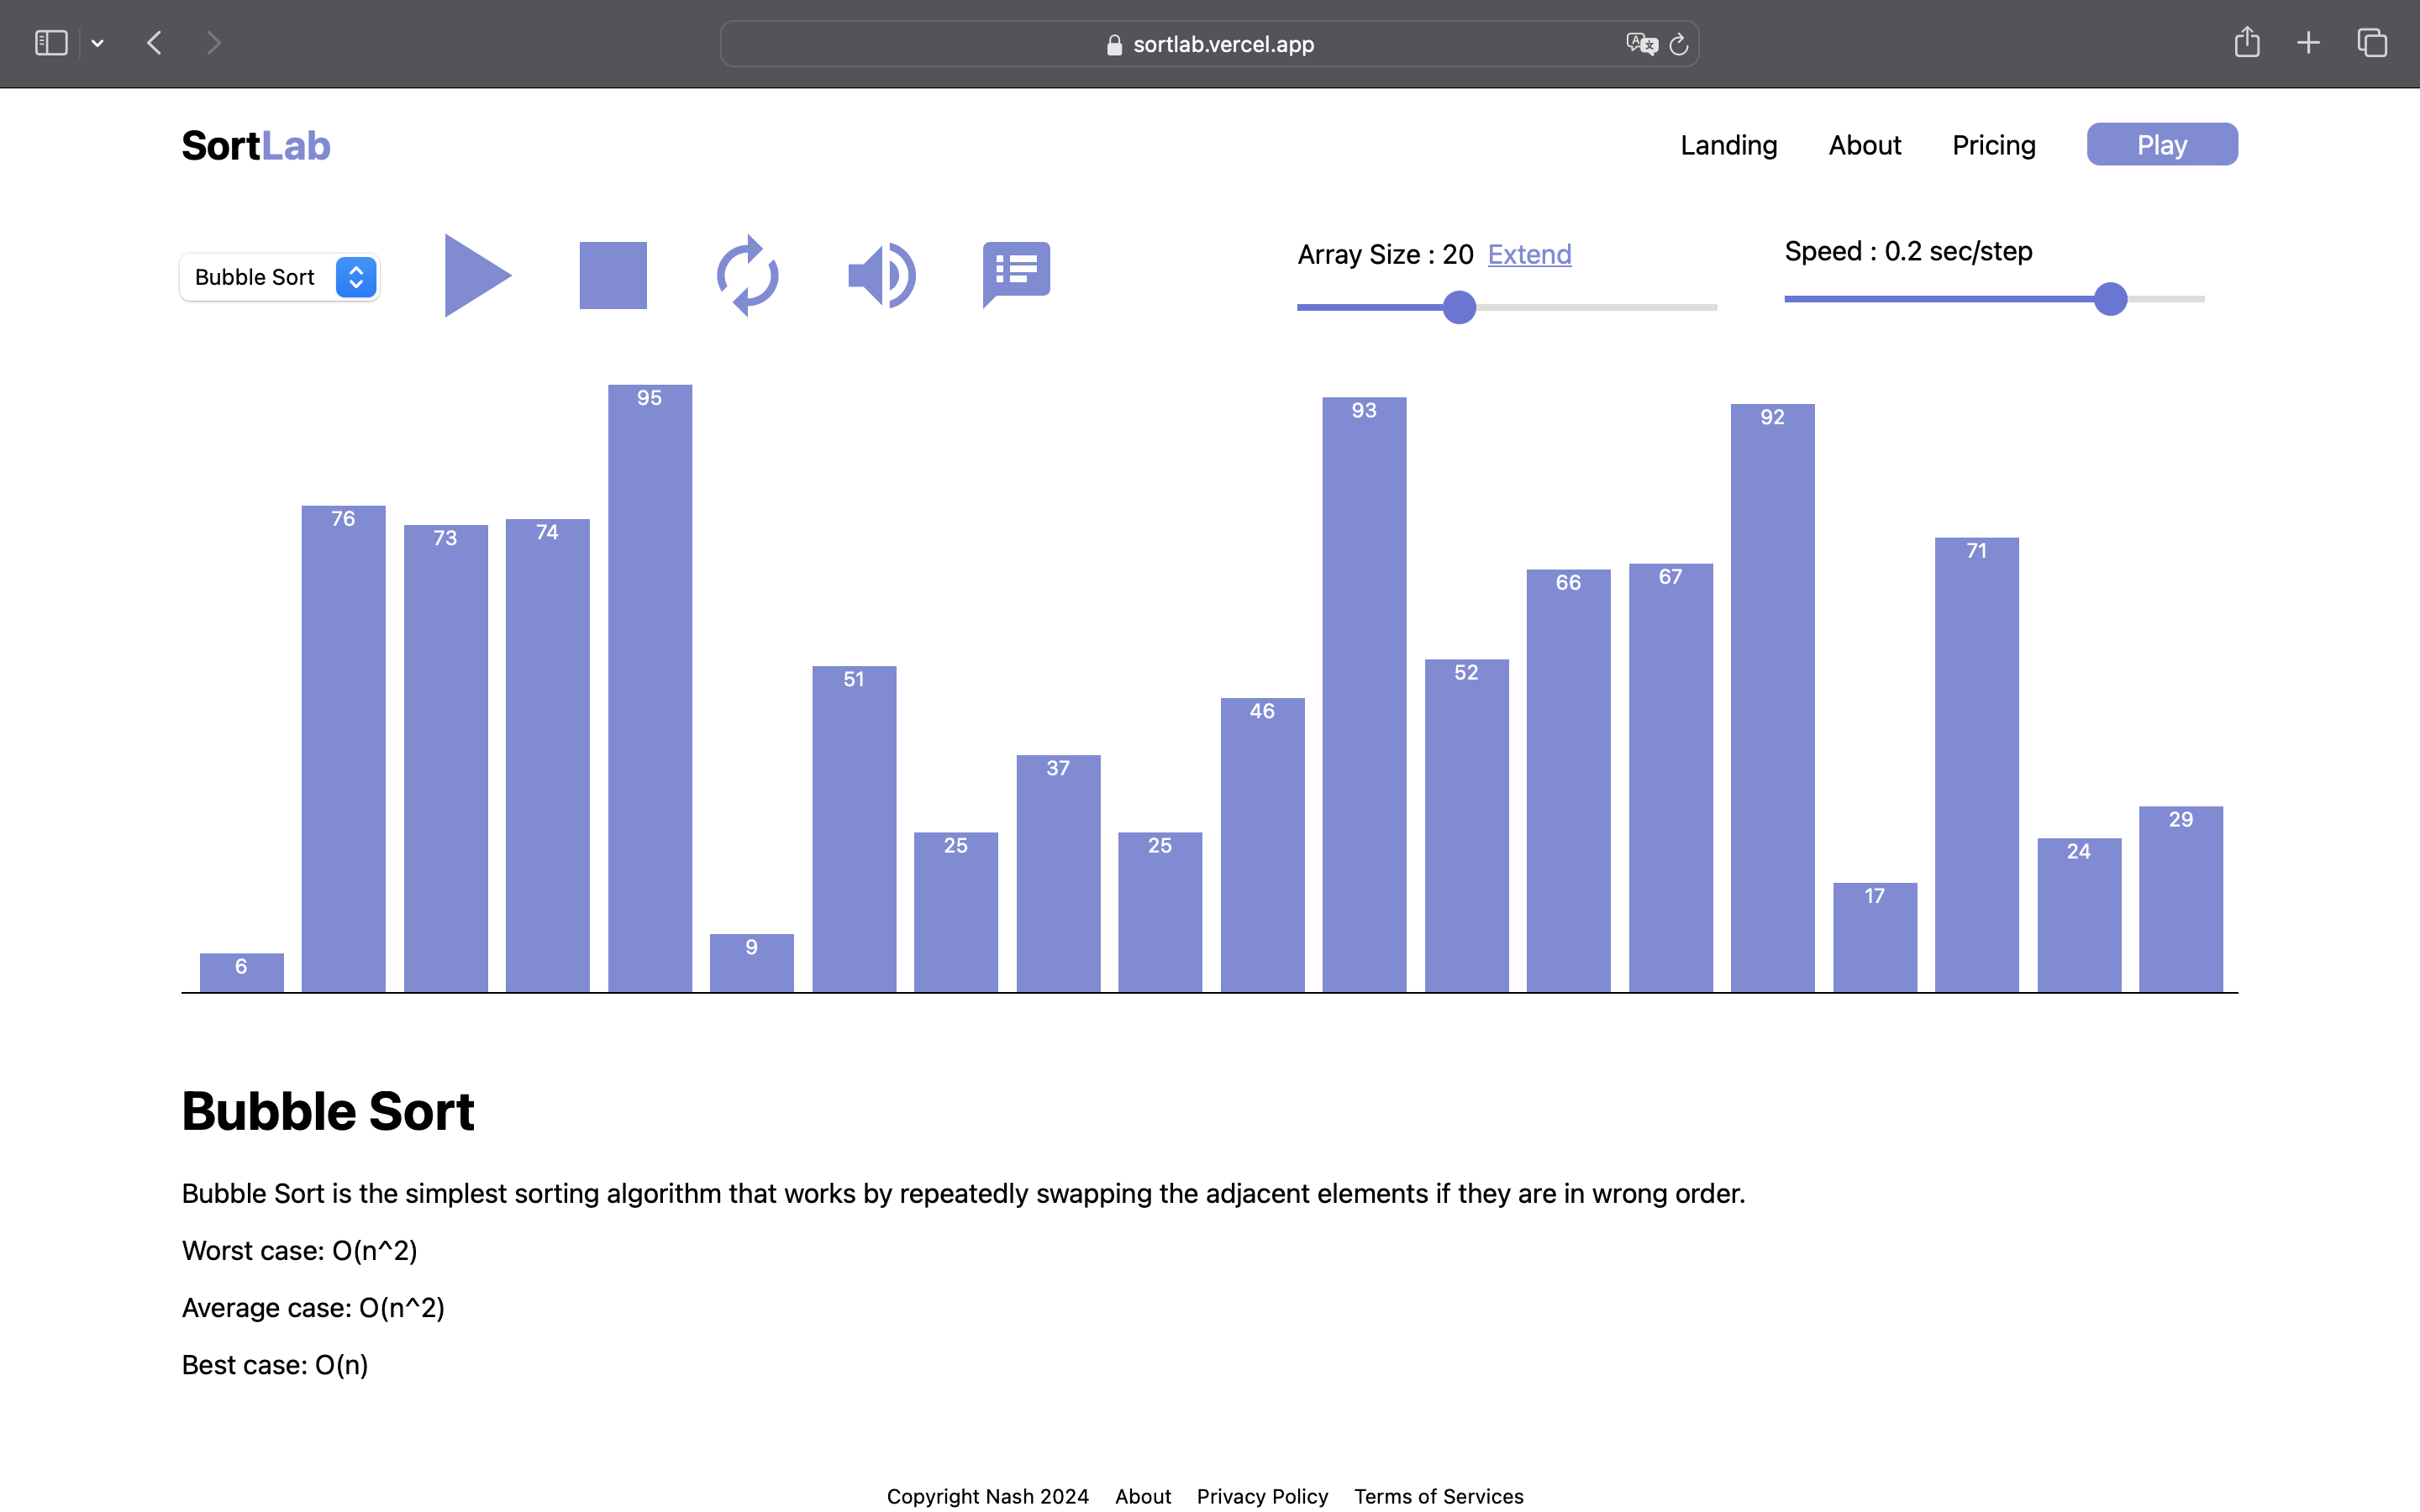 sortlab.vercel.app
SortLab
Landing About Pricing Play
Bubble Sort
Array Size : 20 Extend
Speed : 0.2 sec/step
6 76 73 74 95 9 51 25 37 25 46 93 52 66 67 92 17 71 24 29
Bubble Sort
Bubble Sort is the simplest sorting algorithm that works by repeatedly swapping the adjacent elements if they are in wrong order.
Worst case: O(n^2)
Average case: O(n^2)
Best case: O(n)
Copyright Nash 2024 About Privacy Policy Terms of Services